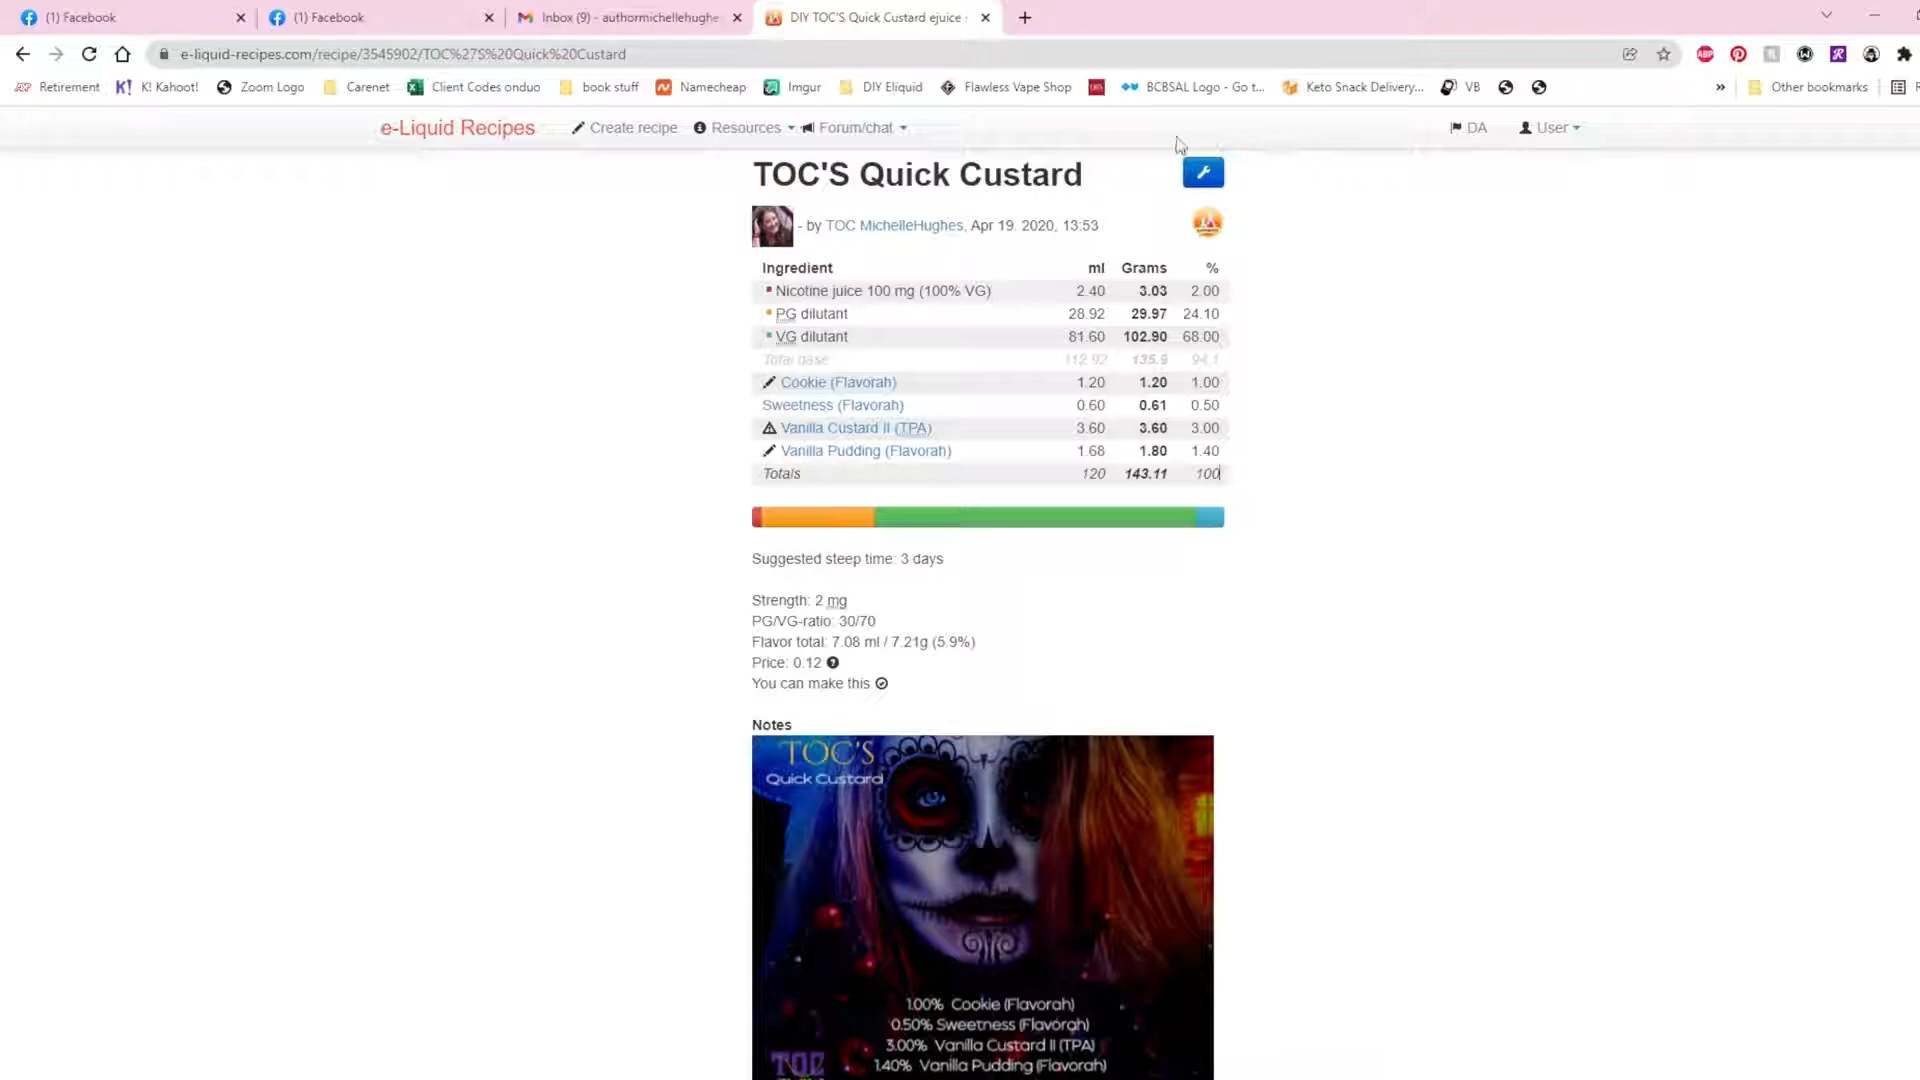 (1) Facebook
(1) Facebook
Inbox (9) - authormichellehughe
DIY TOC'S Quick Custard ejuice
e-liquid-recipes.com/recipe/3545902/TOC%27S%20Quick%20Custard
Retirement K! Kahoot! Zoom Logo Carenet Client Codes onduo book stuff Namecheap Imgur DIY Eliquid Flawless Vape Shop BCBSAL Logo - Go t... Keto Snack Delivery... VB » Other bookmarks
e-Liquid Recipes Create recipe Resources Forum/chat DA User
TOC'S Quick Custard
- by TOC MichelleHughes, Apr 19. 2020, 13:53
Ingredient ml Grams %
Nicotine juice 100 mg (100% VG) 2.40 3.03 2.00
PG dilutant 28.92 29.97 24.10
VG dilutant 81.60 102.90 68.00
Total base 112.92 135.9 94.1
Cookie (Flavorah) 1.20 1.20 1.00
Sweetness (Flavorah) 0.60 0.61 0.50
Vanilla Custard II (TPA) 3.60 3.60 3.00
Vanilla Pudding (Flavorah) 1.68 1.80 1.40
Totals 120 143.11 100
Suggested steep time: 3 days
Strength: 2 mg
PG/VG-ratio: 30/70
Flavor total: 7.08 ml / 7.21g (5.9%)
Price: 0.12
You can make this
Notes
TOC'S
Quick Custard
1.00% Cookie (Flavorah)
0.50% Sweetness (Flavorah)
3.00% Vanilla Custard II (TPA)
1.40% Vanilla Pudding (Flavorah)
TOC